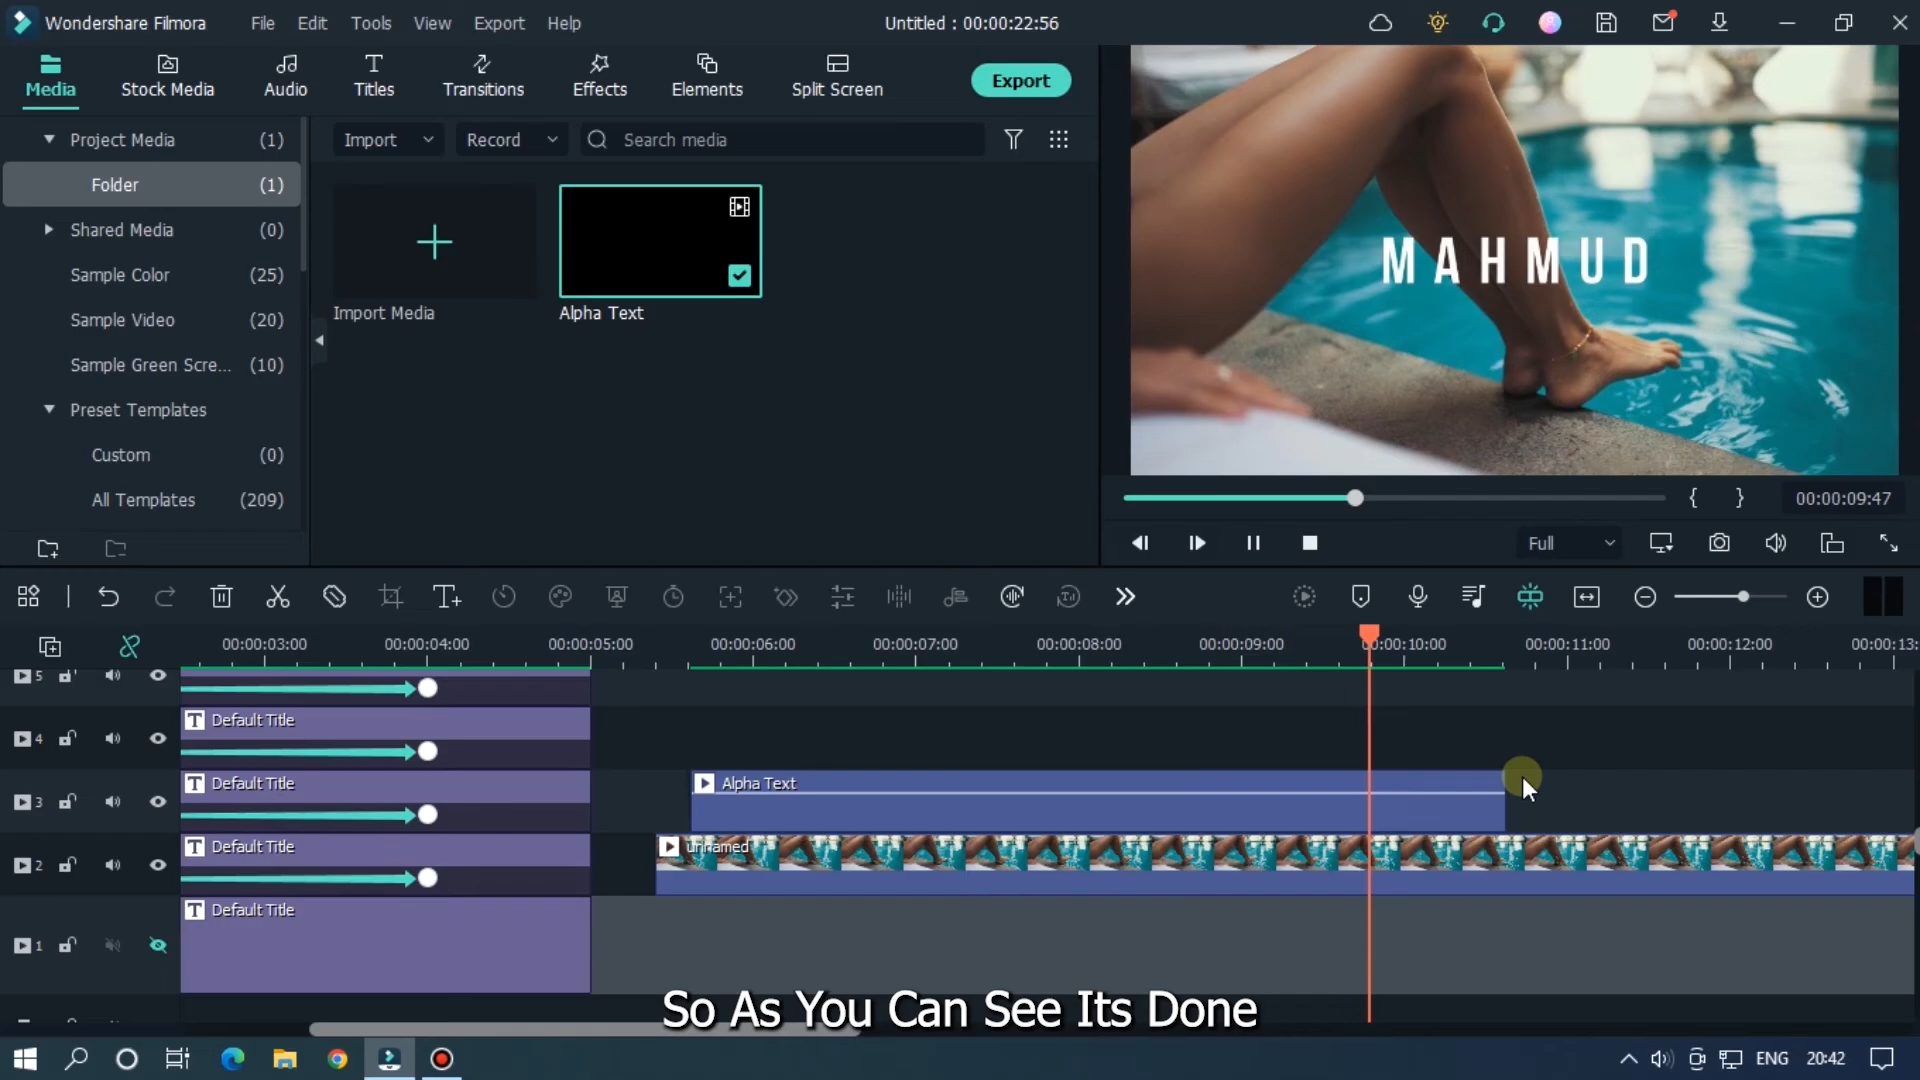 Wondershare Filmora
File Edit Tools View Export Help
Untitled : 00:00:22:56
Media Stock Media Audio Titles Transitions Effects Elements Split Screen
Export
Project Media (1)
Folder (1)
Shared Media (0)
Sample Color (25)
Sample Video (20)
Sample Green Scre... (10)
Preset Templates
Custom (0)
All Templates (209)
Import Record Search media
Import Media
Alpha Text
MAHMUD
{ } 00:00:09:47
Full
00:00:03:00 00:00:04:00 00:00:05:00 00:00:06:00 00:00:07:00 00:00:08:00 00:00:09:00 00:00:10:00 00:00:11:00 00:00:12:00 00:00:13:
5
4 T Default Title
3 T Default Title Alpha Text
2 T Default Title unnamed
1 T Default Title
So As You Can See Its Done
ENG 20:42